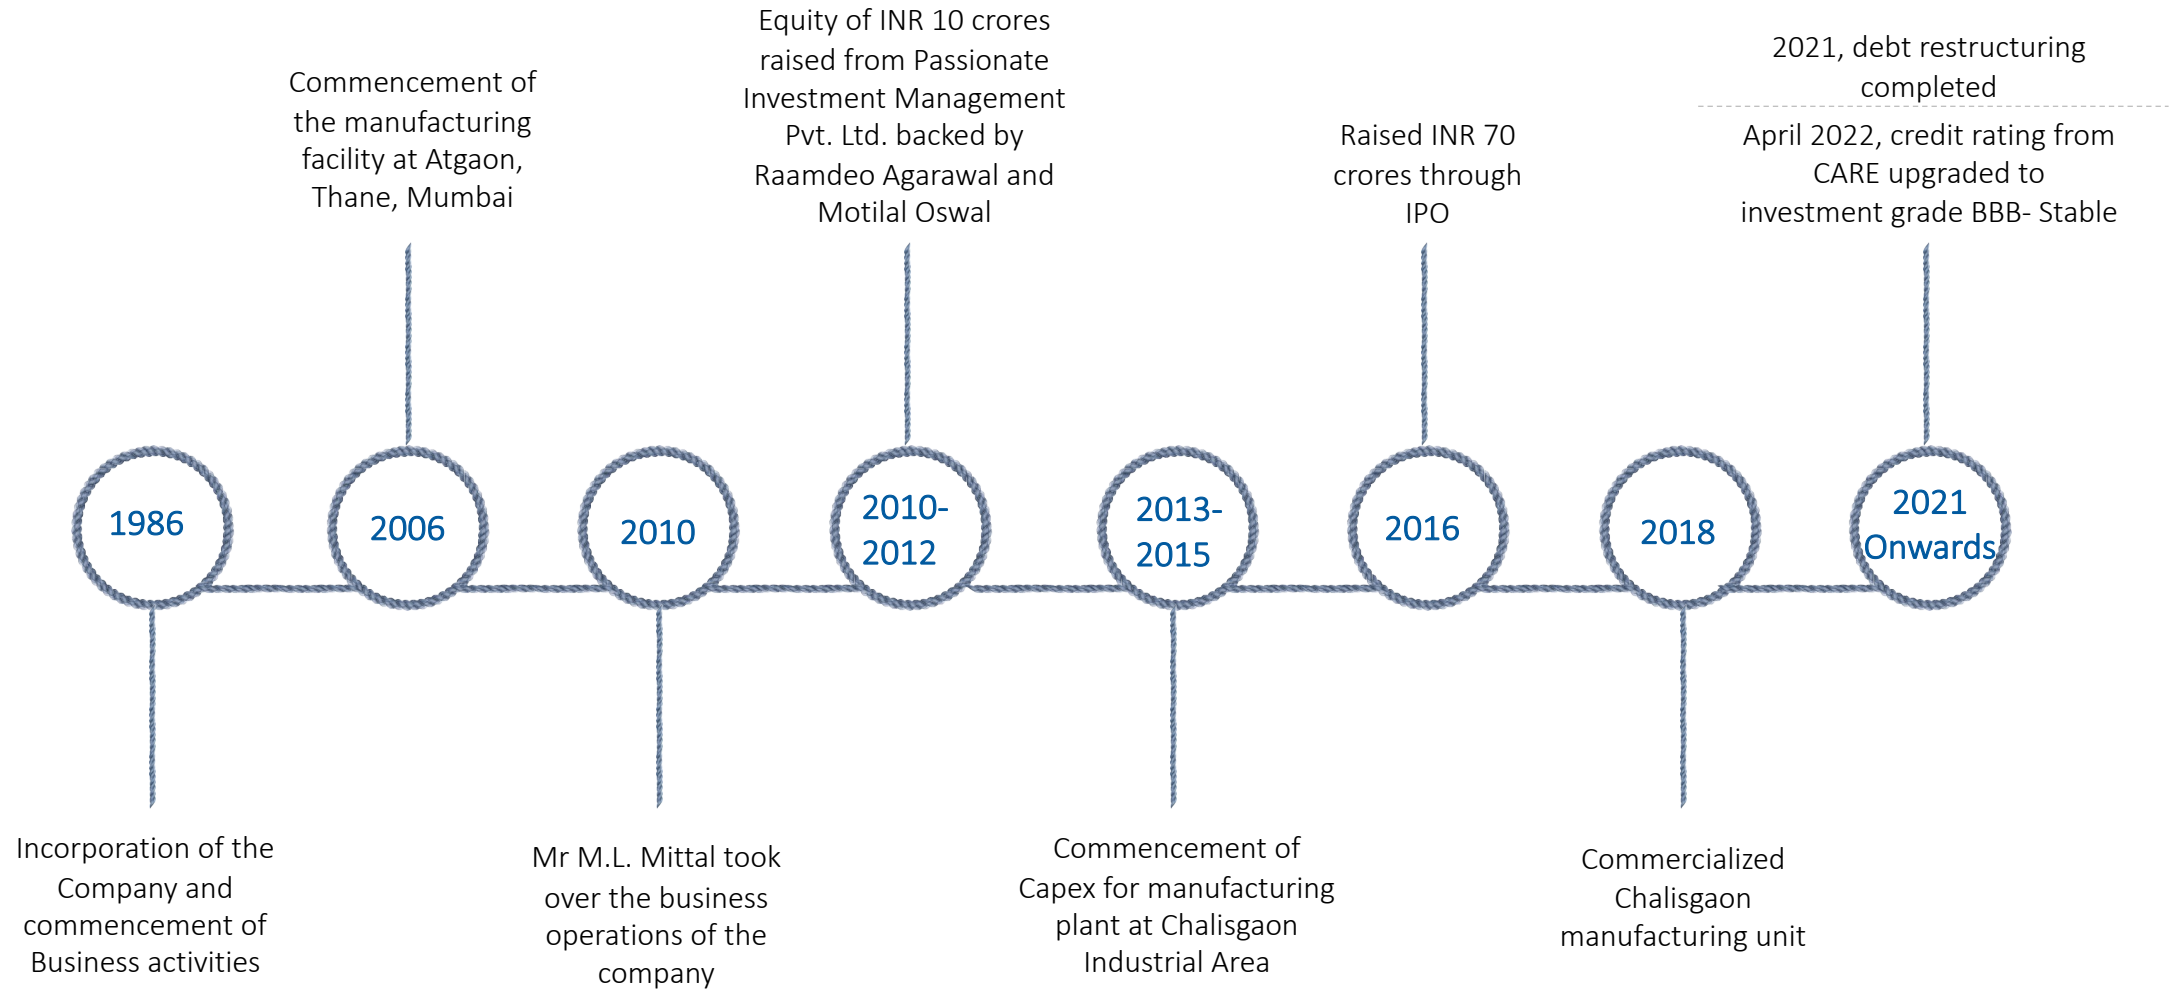 Commencement of
the manufacturing
facility at Atgaon,
Thane, Mumbai
Equity of INR 10 crores
raised from Passionate
Investment Management
Pvt. Ltd. backed by
Raamdeo Agarawal and
Motilal Oswal
Raised INR 70
crores through
IPO
2021, debt restructuring
completed
April 2022, credit rating from
CARE upgraded to
investment grade BBB- Stable
1986
2006
2010
2010-
2012
2013-
2015
2016
2018
2021
Onwards
Incorporation of the
Company and
commencement of
Business activities
Mr M.L. Mittal took
over the business
operations of the
company
Commencement of
Capex for manufacturing
plant at Chalisgaon
Industrial Area
Commercialized
Chalisgaon
manufacturing unit